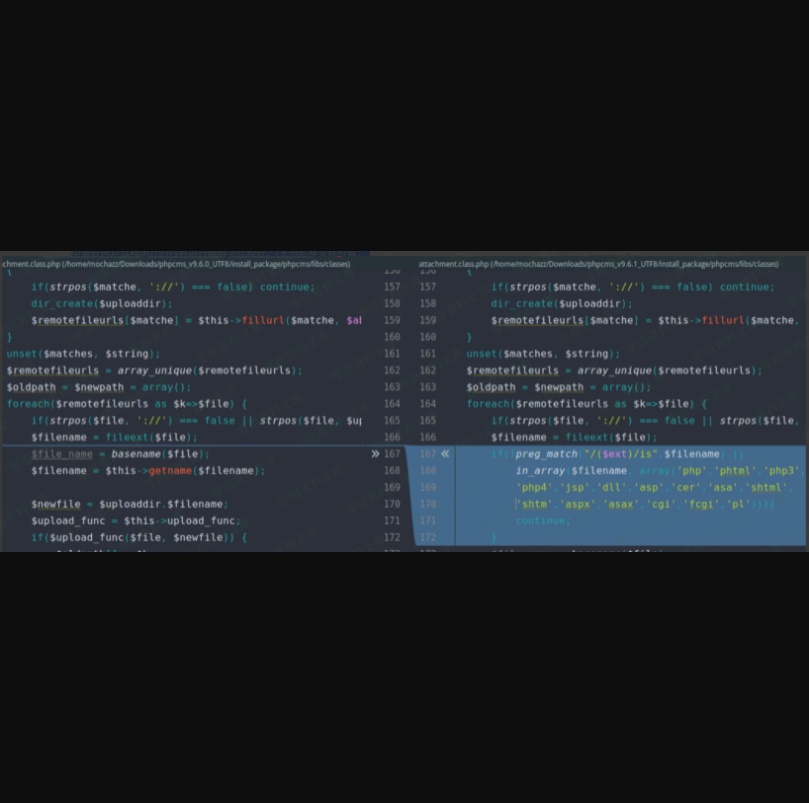 chment.class.php (/home/mochazz/Downloads/phpcms_v9.6.0_UTF8/install_package/phpcms/libs/classes)
{
if(strpos($matche, '://') === false) continue; 157
dir_create($uploaddir); 158
$remotefileurls[$matche] = $this->fillurl($matche, $al 159
} 160
unset($matches, $string); 161
$remotefileurls = array_unique($remotefileurls); 162
$oldpath = $newpath = array(); 163
foreach($remotefileurls as $k=>$file) { 164
if(strpos($file, '://') === false || strpos($file, $up 165
$filename = fileext($file); 166
$file_name = basename($file); » 167
$filename = $this->getname($filename); 168
169
$newfile = $uploaddir.$filename; 170
$upload_func = $this->upload_func; 171
if($upload_func($file, $newfile)) { 172
attachment.class.php (/home/mochazz/Downloads/phpcms_v9.6.1_UTF8/install_package/phpcms/libs/classes)
156 {
157 if(strpos($matche, '://') === false) continue;
158 dir_create($uploaddir);
159 $remotefileurls[$matche] = $this->fillurl($matche,
160 }
161 unset($matches, $string);
162 $remotefileurls = array_unique($remotefileurls);
163 $oldpath = $newpath = array();
164 foreach($remotefileurls as $k=>$file) {
165 if(strpos($file, '://') === false || strpos($file,
166 $filename = fileext($file);
167 « if(!preg_match("/($ext)/is",$filename) ||
168 in_array($filename, array('php','phtml','php3',
169 'php4','jsp','dll','asp','cer','asa','shtml',
170 'shtm','aspx','asax','cgi','fcgi','pl'))){
171 continue;
172 }